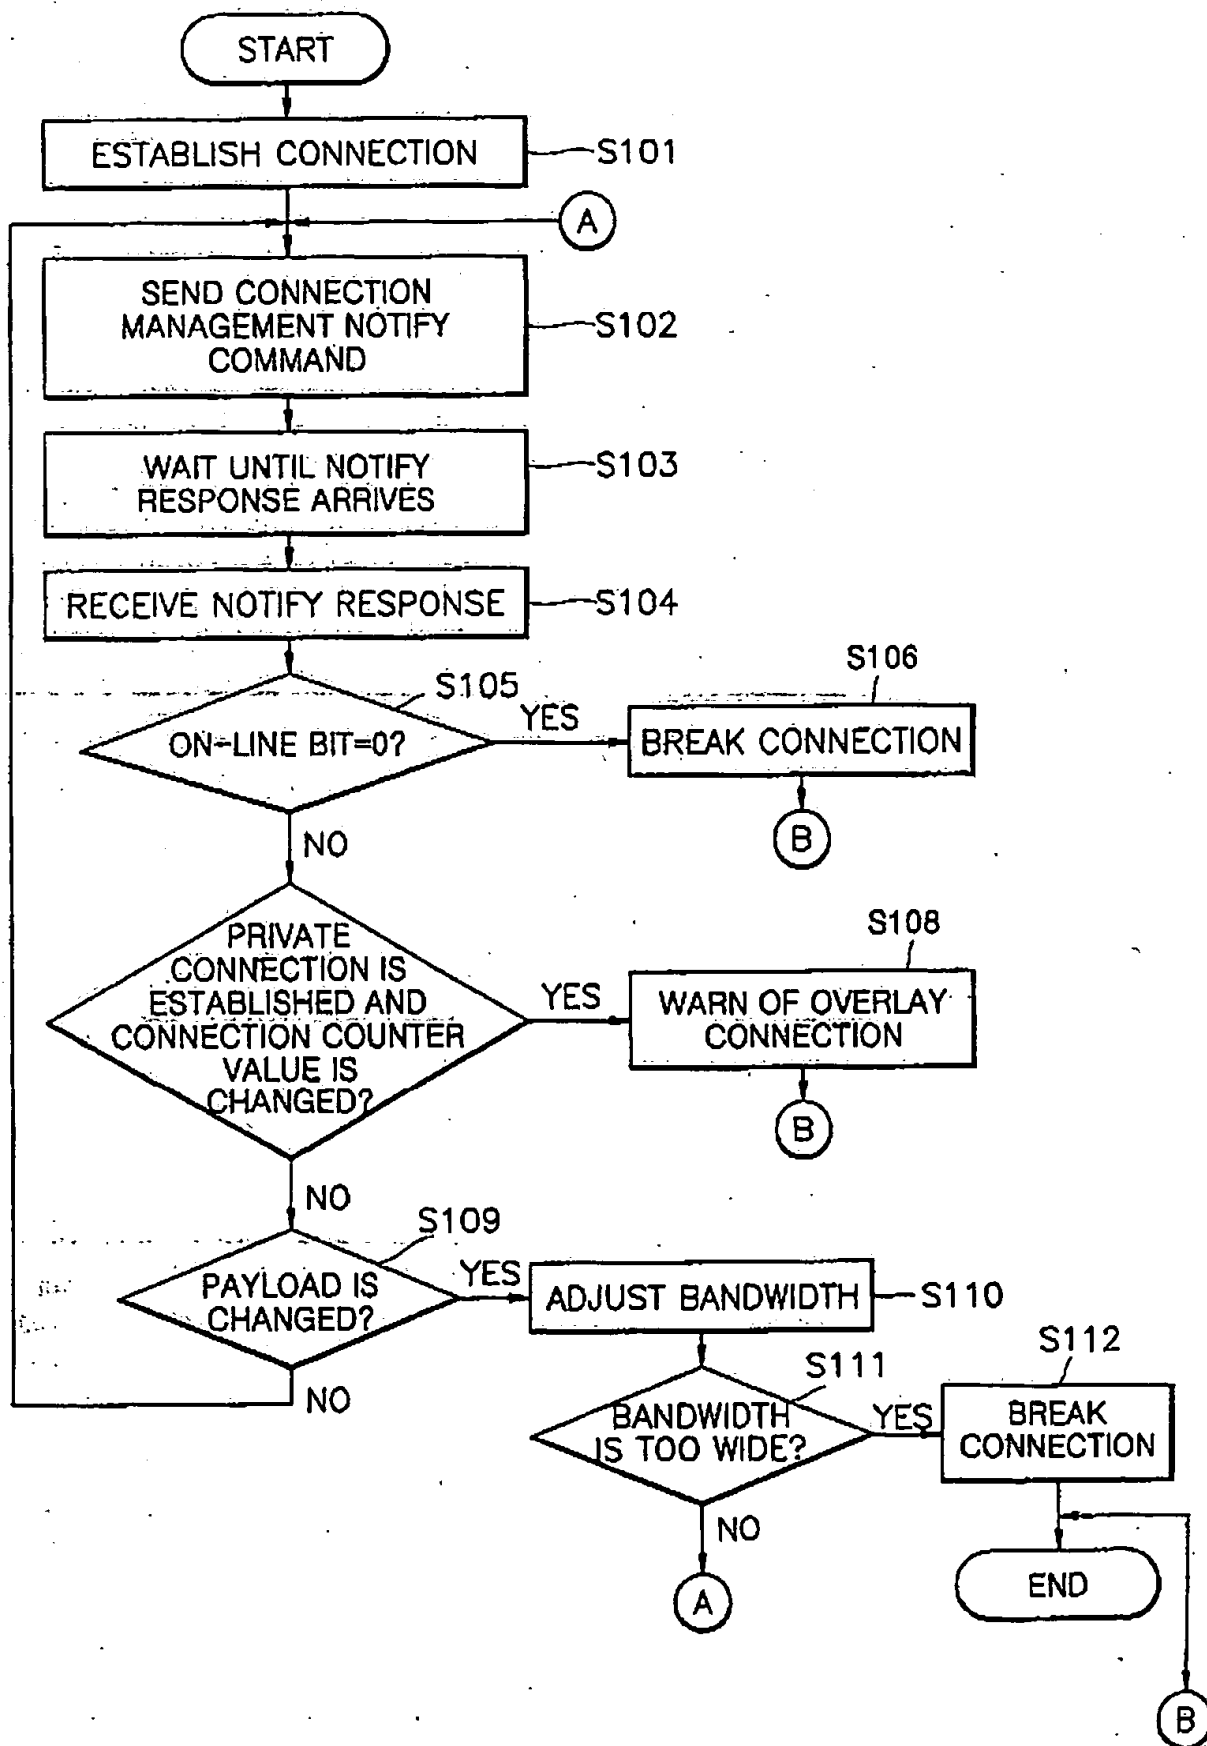 START
ESTABLISH CONNECTION
S101
A
SEND CONNECTION
MANAGEMENT NOTIFY
COMMAND
S102
WAIT UNTIL NOTIFY
RESPONSE ARRIVES
S103
RECEIVE NOTIFY RESPONSE
S104
S105
ON-LINE BIT=0?
YES
S106
BREAK CONNECTION
B
NO
PRIVATE
CONNECTION IS
ESTABLISHED AND
CONNECTION COUNTER
VALUE IS
CHANGED?
YES
S108
WARN OF OVERLAY
CONNECTION
B
NO
S109
PAYLOAD IS
CHANGED?
YES
ADJUST BANDWIDTH
S110
NO
S111
BANDWIDTH
IS TOO WIDE?
YES
S112
BREAK
CONNECTION
NO
A
END
B